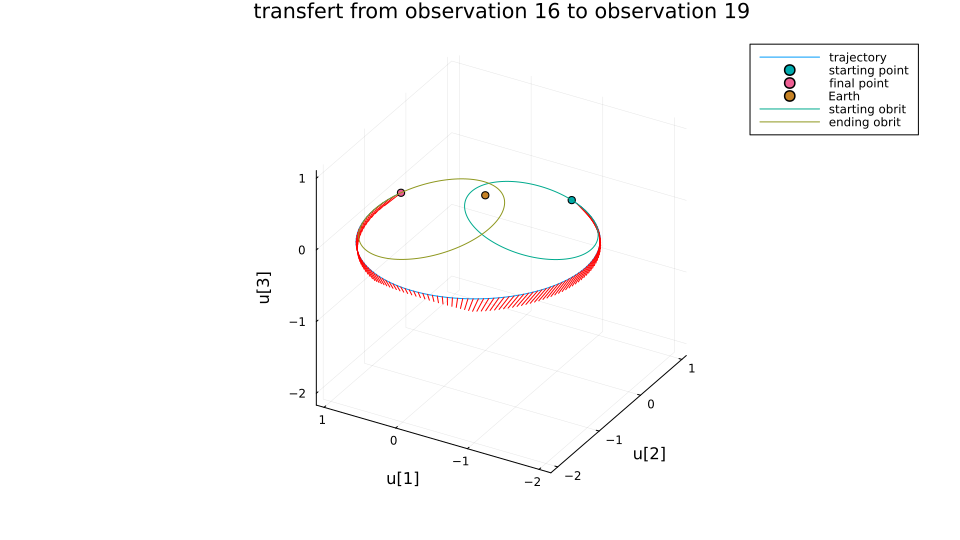 transfert from observation 16 to observation 19
trajectory
starting point
final point
Earth
starting obrit
ending obrit
1
0
−1
−2
u[3]
1
0
−1
−2
u[1]
1
0
−1
−2
u[2]